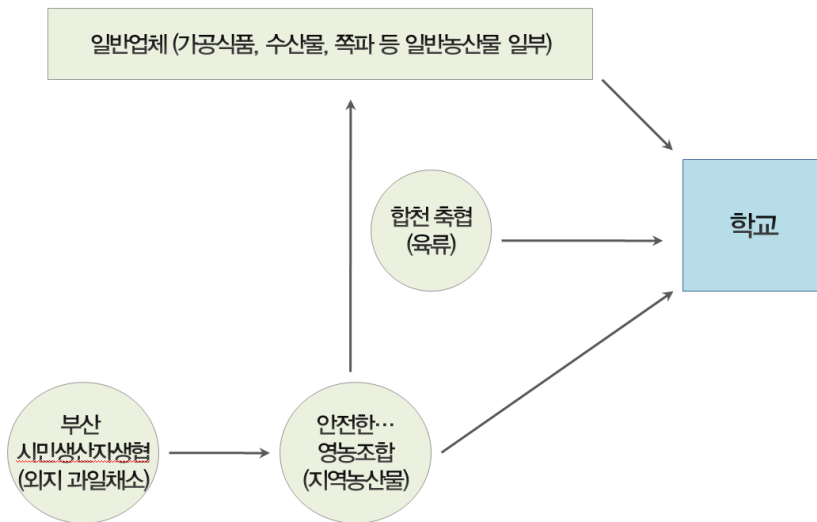 일반업체 (가공식품, 수산물, 쪽파 등 일반농산물 일부)
합천 축협
(육류)
학교
부산
시민생산자생협
(외지 과일채소)
안전한…
영농조합
(지역농산물)